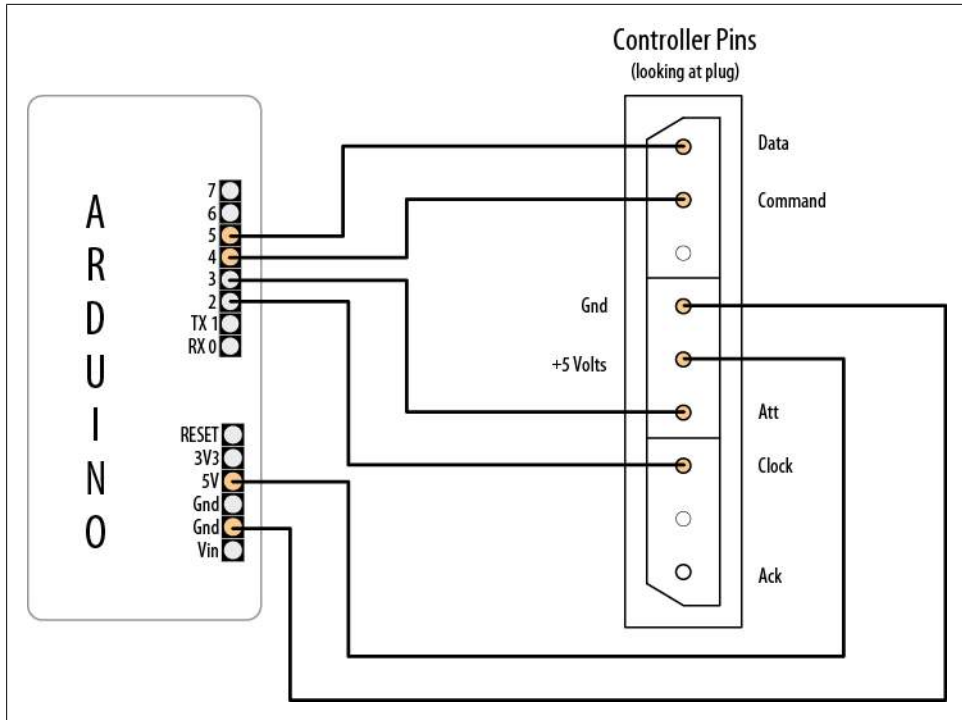 Controller Pins
(looking at plug)
ARDUINO
7
6
5
4
3
2
TX 1
RX 0
RESET
3V3
5V
Gnd
Gnd
Vin
Data
Command
Gnd
+5 Volts
Att
Clock
Ack